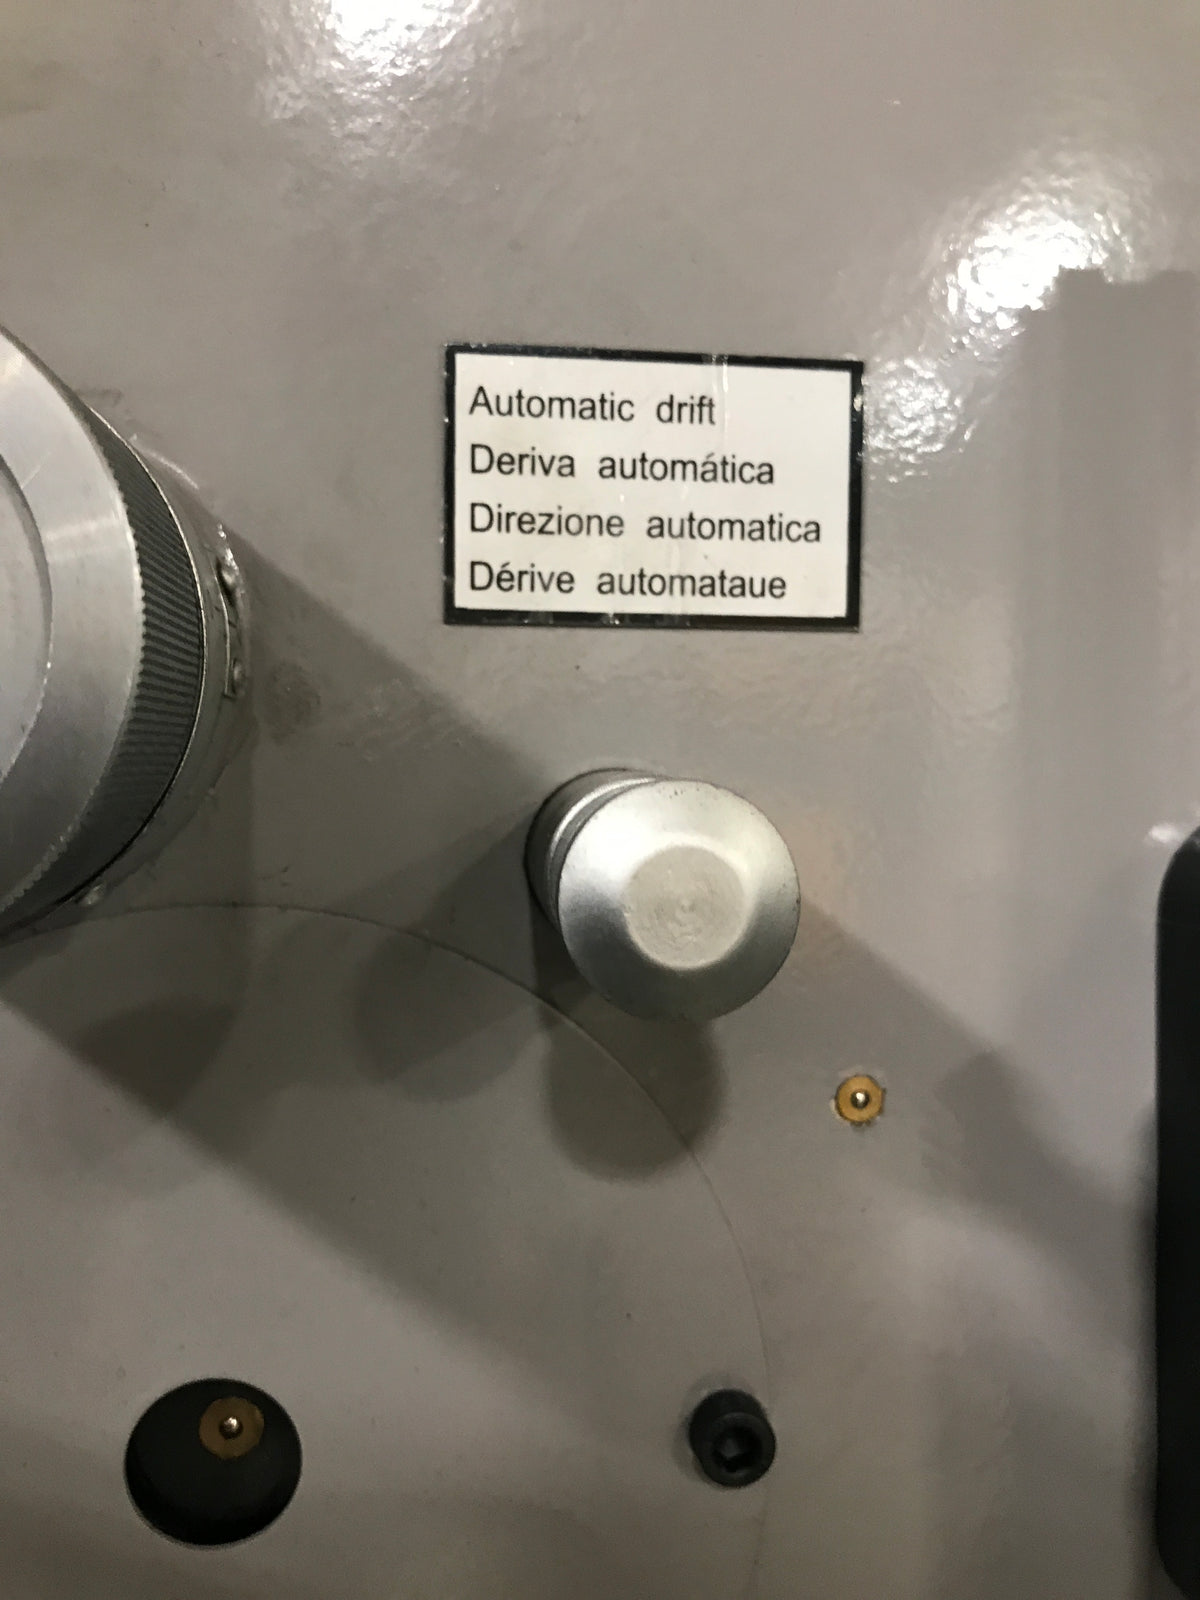 Automatic drift
Deriva automática
Direzione automatica
Dérive automataue